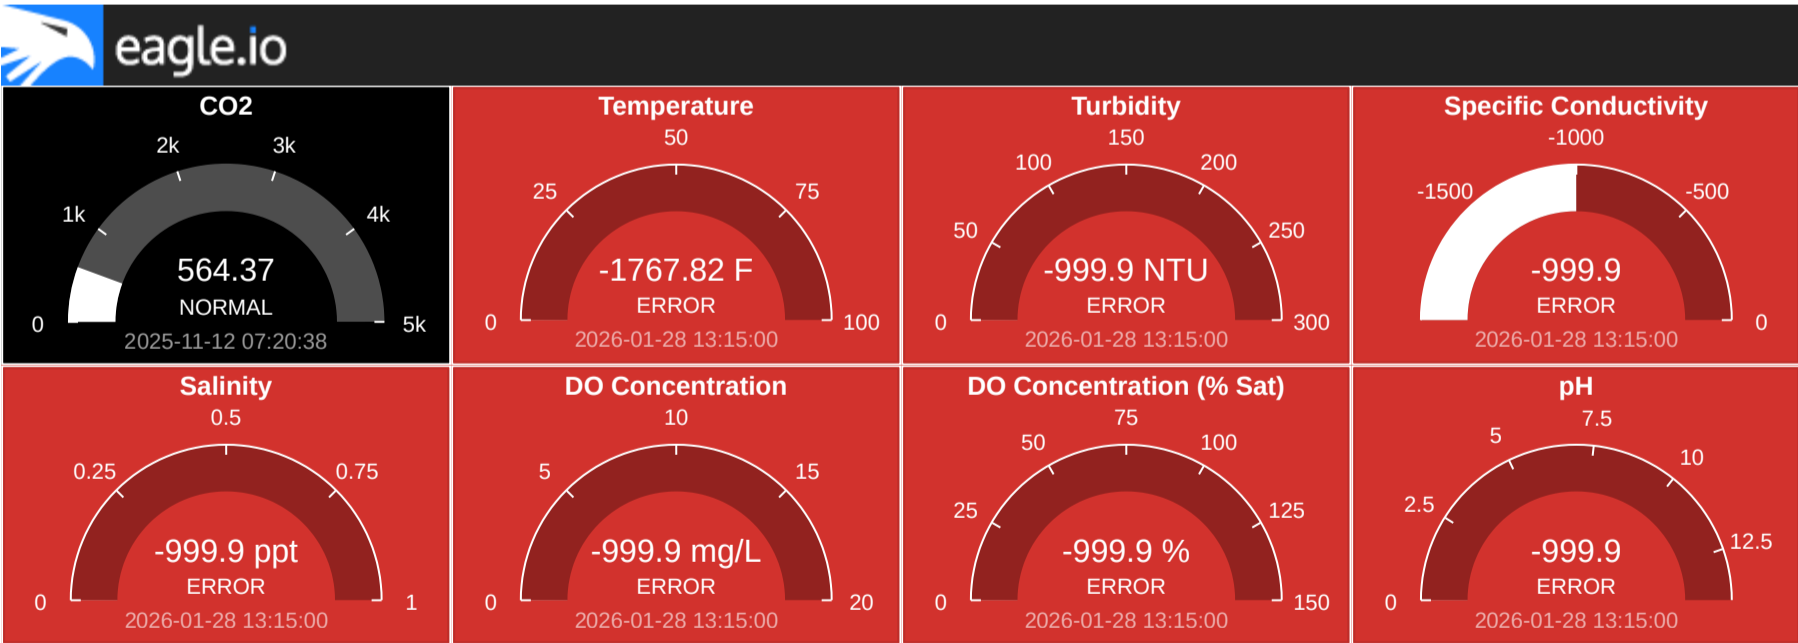 eagle.io
CO2
0
1k
2k
3k
4k
5k
564.37
NORMAL
2025-11-12 07:20:38
Temperature
0
25
50
75
100
-1767.82 F
ERROR
2026-01-28 13:15:00
Turbidity
0
50
100
150
200
250
300
-999.9 NTU
ERROR
2026-01-28 13:15:00
Specific Conductivity
-1500
-1000
-500
0
-999.9
ERROR
2026-01-28 13:15:00
Salinity
0
0.25
0.5
0.75
1
-999.9 ppt
ERROR
2026-01-28 13:15:00
DO Concentration
0
5
10
15
20
-999.9 mg/L
ERROR
2026-01-28 13:15:00
DO Concentration (% Sat)
0
25
50
75
100
125
150
-999.9 %
ERROR
2026-01-28 13:15:00
pH
0
2.5
5
7.5
10
12.5
-999.9
ERROR
2026-01-28 13:15:00